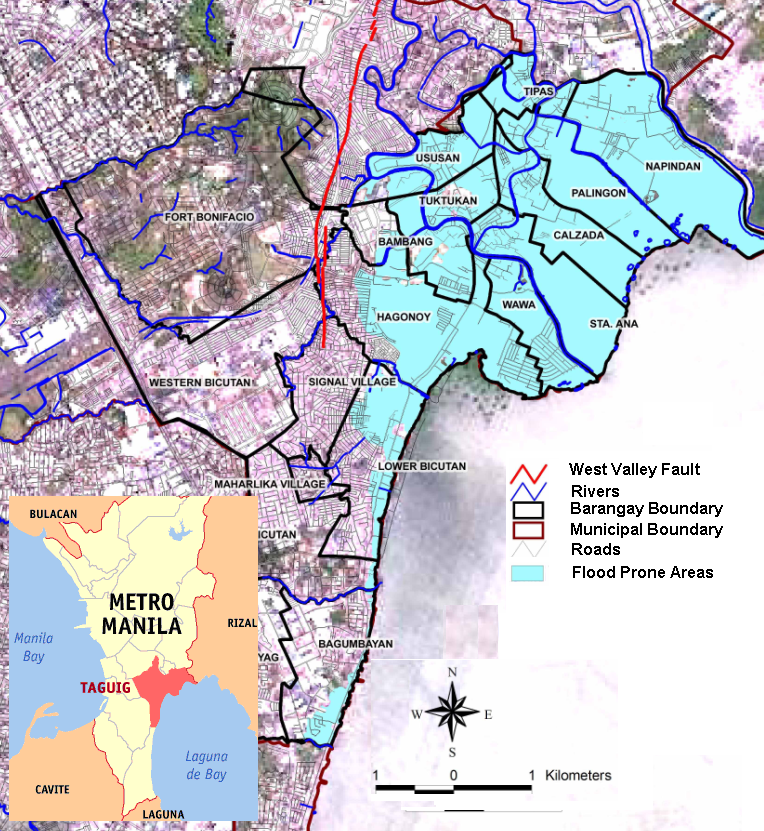 TIPAS
USUSAN
NAPINDAN
PALINGON
TUKTUKAN
FORT BONIFACIO
CALZADA
BAMBANG
WAWA
HAGONOY
STA. ANA
WESTERN BICUTAN
SIGNAL VILLAGE
LOWER BICUTAN
MAHARLIKA VILLAGE
ICUTAN
BAGUMBAYAN
YAG
West Valley Fault
Rivers
Barangay Boundary
Municipal Boundary
Roads
Flood Prone Areas
BULACAN
METRO
MANILA
RIZAL
Manila
Bay
TAGUIG
Laguna
de Bay
CAVITE
LAGUNA
N
W E
S
1 0 1 Kilometers